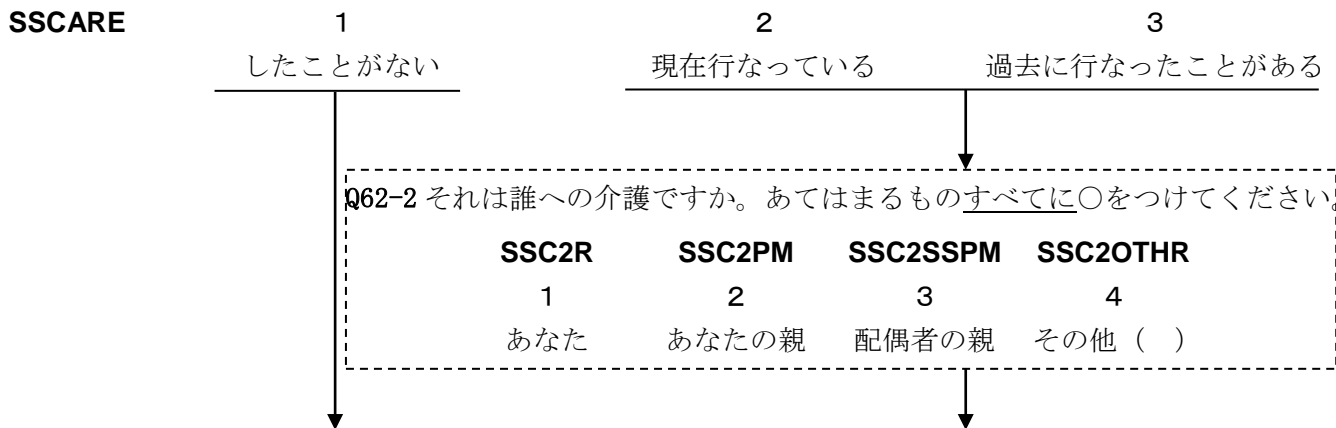 SSCARE 1 2 3
したことがない 現在行なっている 過去に行なったことがある
Q62-2 それは誰への介護ですか。あてはまるものすべてに○をつけてください。
SSC2R SSC2PM SSC2SSPM SSC2OTHR
1 2 3 4
あなた あなたの親 配偶者の親 その他（ ）